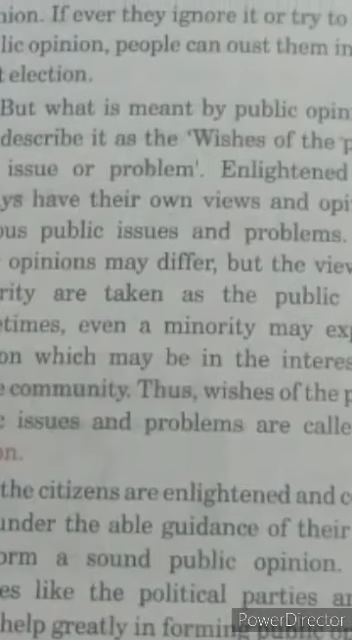 nion. If ever they ignore it or try to
lic opinion, people can oust them in
t election.
But what is meant by public opin
describe it as the 'Wishes of the p
issue or problem'. Enlightened
ys have their own views and opi
ous public issues and problems.
opinions may differ, but the view
rity are taken as the public
etimes, even a minority may exp
on which may be in the interes
e community. Thus, wishes of the p
c issues and problems are calle
on.
the citizens are enlightened and c
under the able guidance of their
orm a sound public opinion.
es like the political parties an
help greatly in forming
PowerDirector